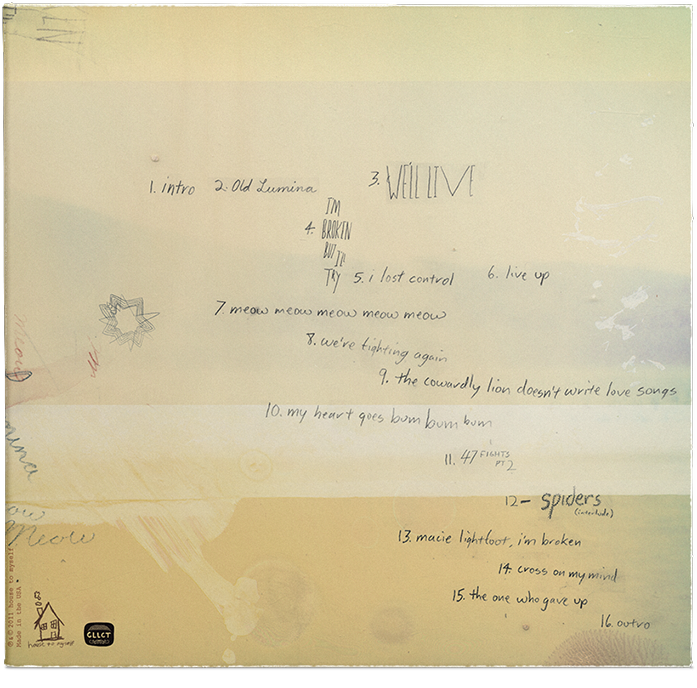 1. intro 2. Old Lumina 3. WE'LL LIVE
4. I'M
BROKEN
BUT I'LL
TRY
5. i lost control 6. live up
7. meow meow meow meow meow
8. we're fighting again
9. the cowardly lion doesn't write love songs
10. my heart goes bum bum bum
11. 47 FIGHTS
PT 2
12 - spiders
(interlude)
13. macie lightfoot, i'm broken
14. cross on my mind
15. the one who gave up
16. outro
Meow
mina
ow
Meow
℗ & © 2011 house to myself
Made in the USA •
house to myself
CLLCT